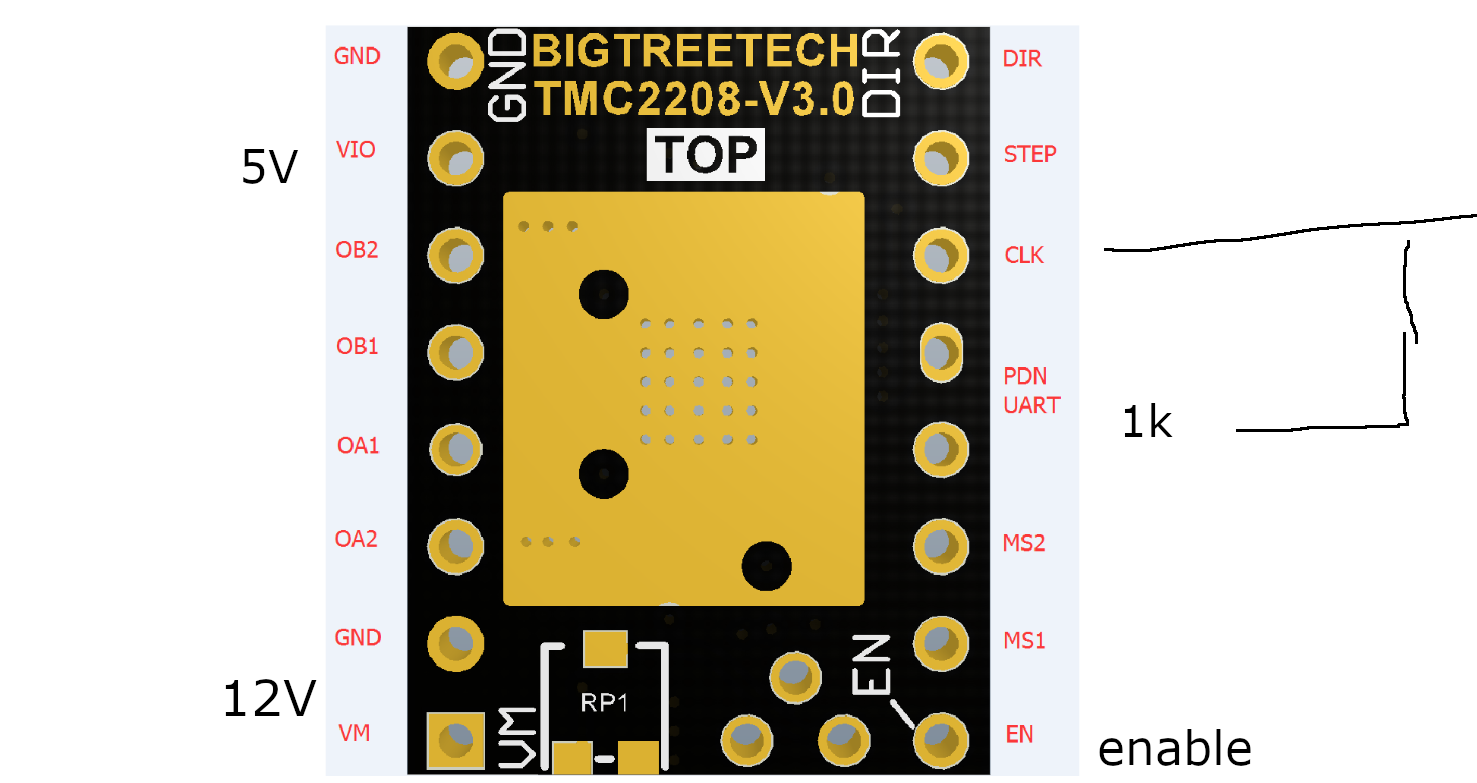 GND
GND
BIGTREETECH
TMC2208-V3.0
DIR
DIR
TOP
5V
VIO
STEP
OB2
CLK
OB1
PDN
UART
OA1
1k
OA2
MS2
GND
MS1
12V
EN
RP1
VM
VM
EN
enable